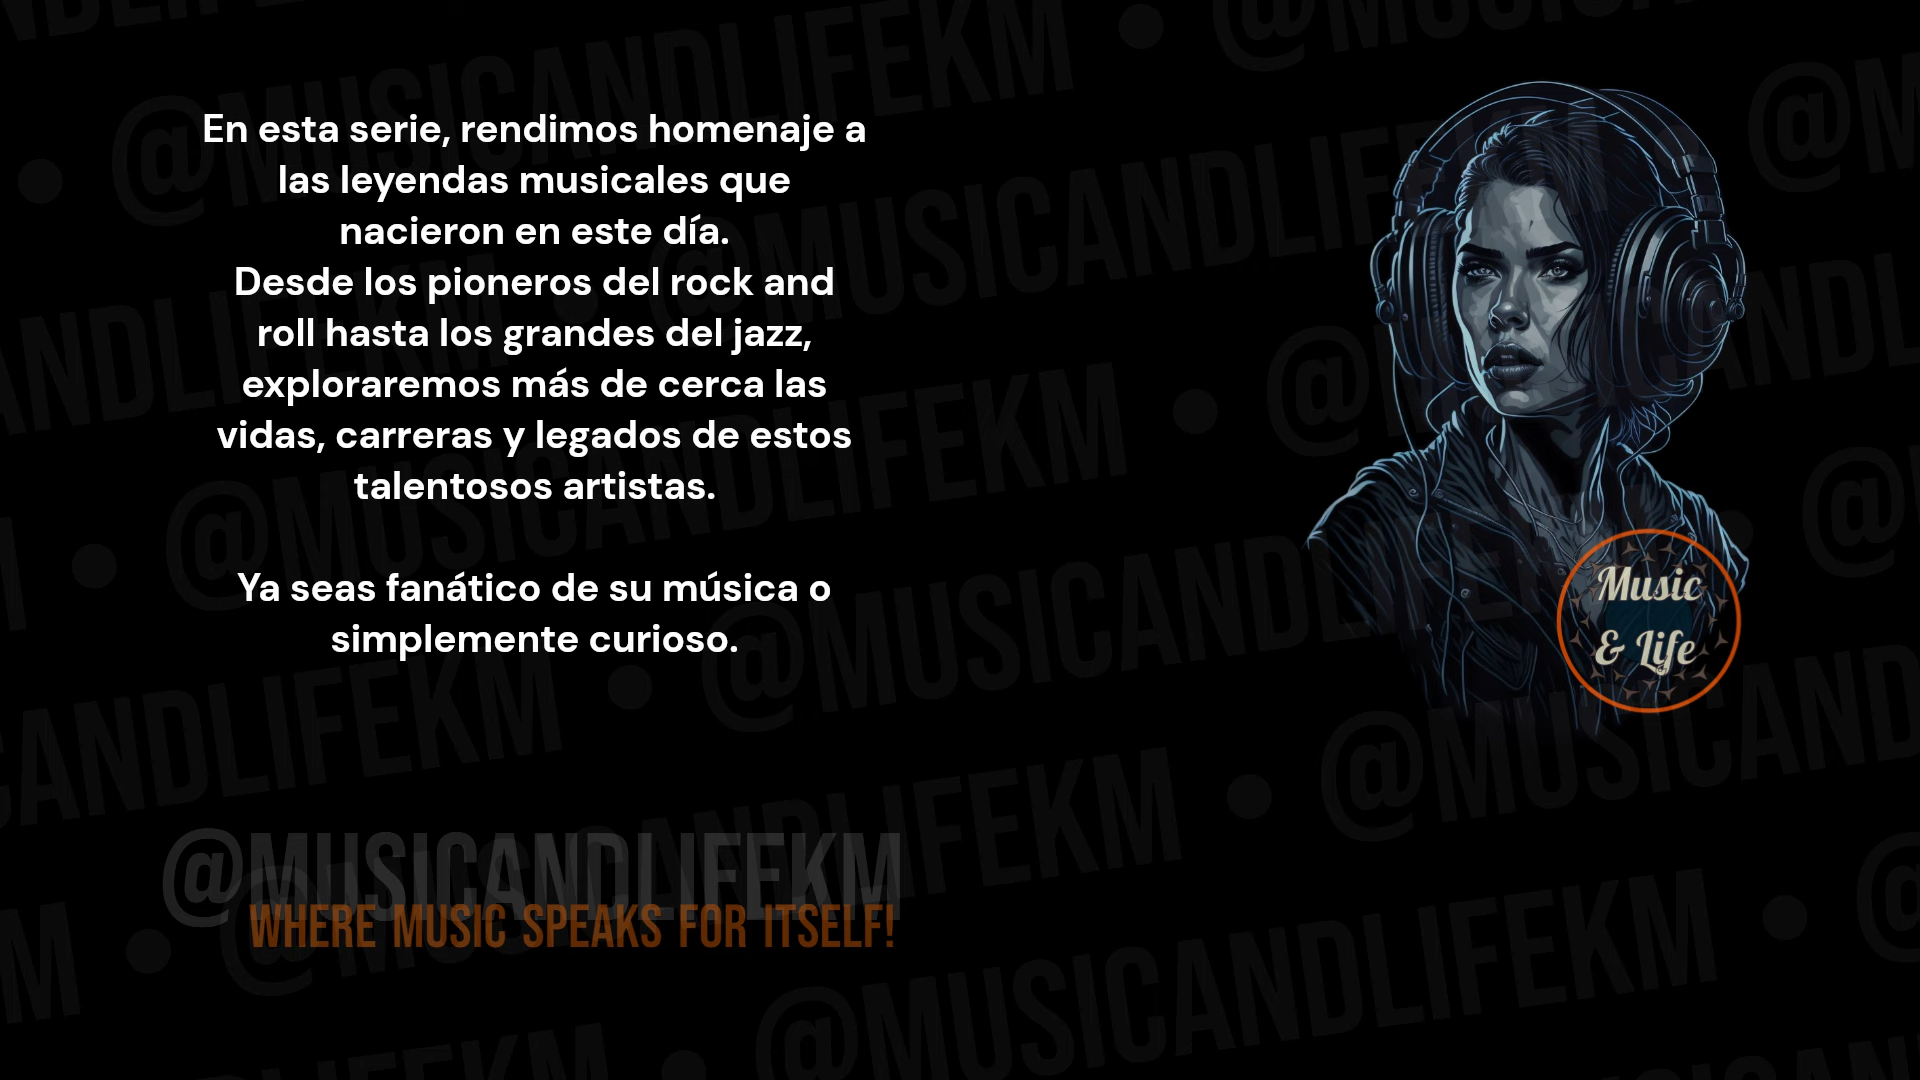 En esta serie, rendimos homenaje a
las leyendas musicales que
nacieron en este día.
Desde los pioneros del rock and
roll hasta los grandes del jazz,
exploraremos más de cerca las
vidas, carreras y legados de estos
talentosos artistas.
Ya seas fanático de su música o
simplemente curioso.
Music
& Life
@MUSICANDLIFEKM
WHERE MUSIC SPEAKS FOR ITSELF!
@MUSICANDLIFEKM • @MUSICANDLIFEKM